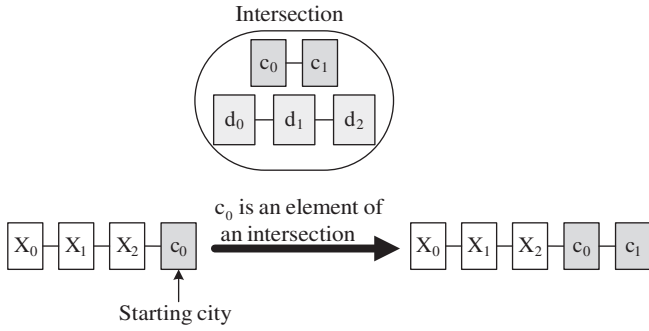 Intersection
c0 c1
d0 d1 d2
c0 is an element of
an intersection
X0 X1 X2 c0
X0 X1 X2 c0 c1
Starting city